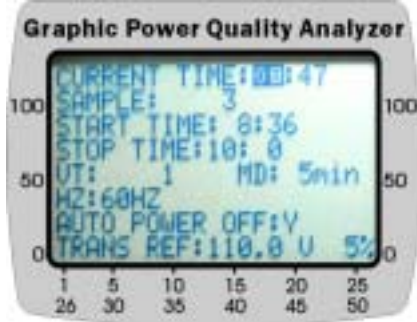 Graphic Power Quality Analyzer
CURRENT TIME: :47
SAMPLE: 3
START TIME: 8:36
STOP TIME:10: 0
VT: 1 MD: 5min
HZ:60HZ
AUTO POWER OFF:Y
TRANS REF:110.0 V 5%
100 100
50 50
0 0
1 5 10 15 20 25
26 30 35 40 45 50